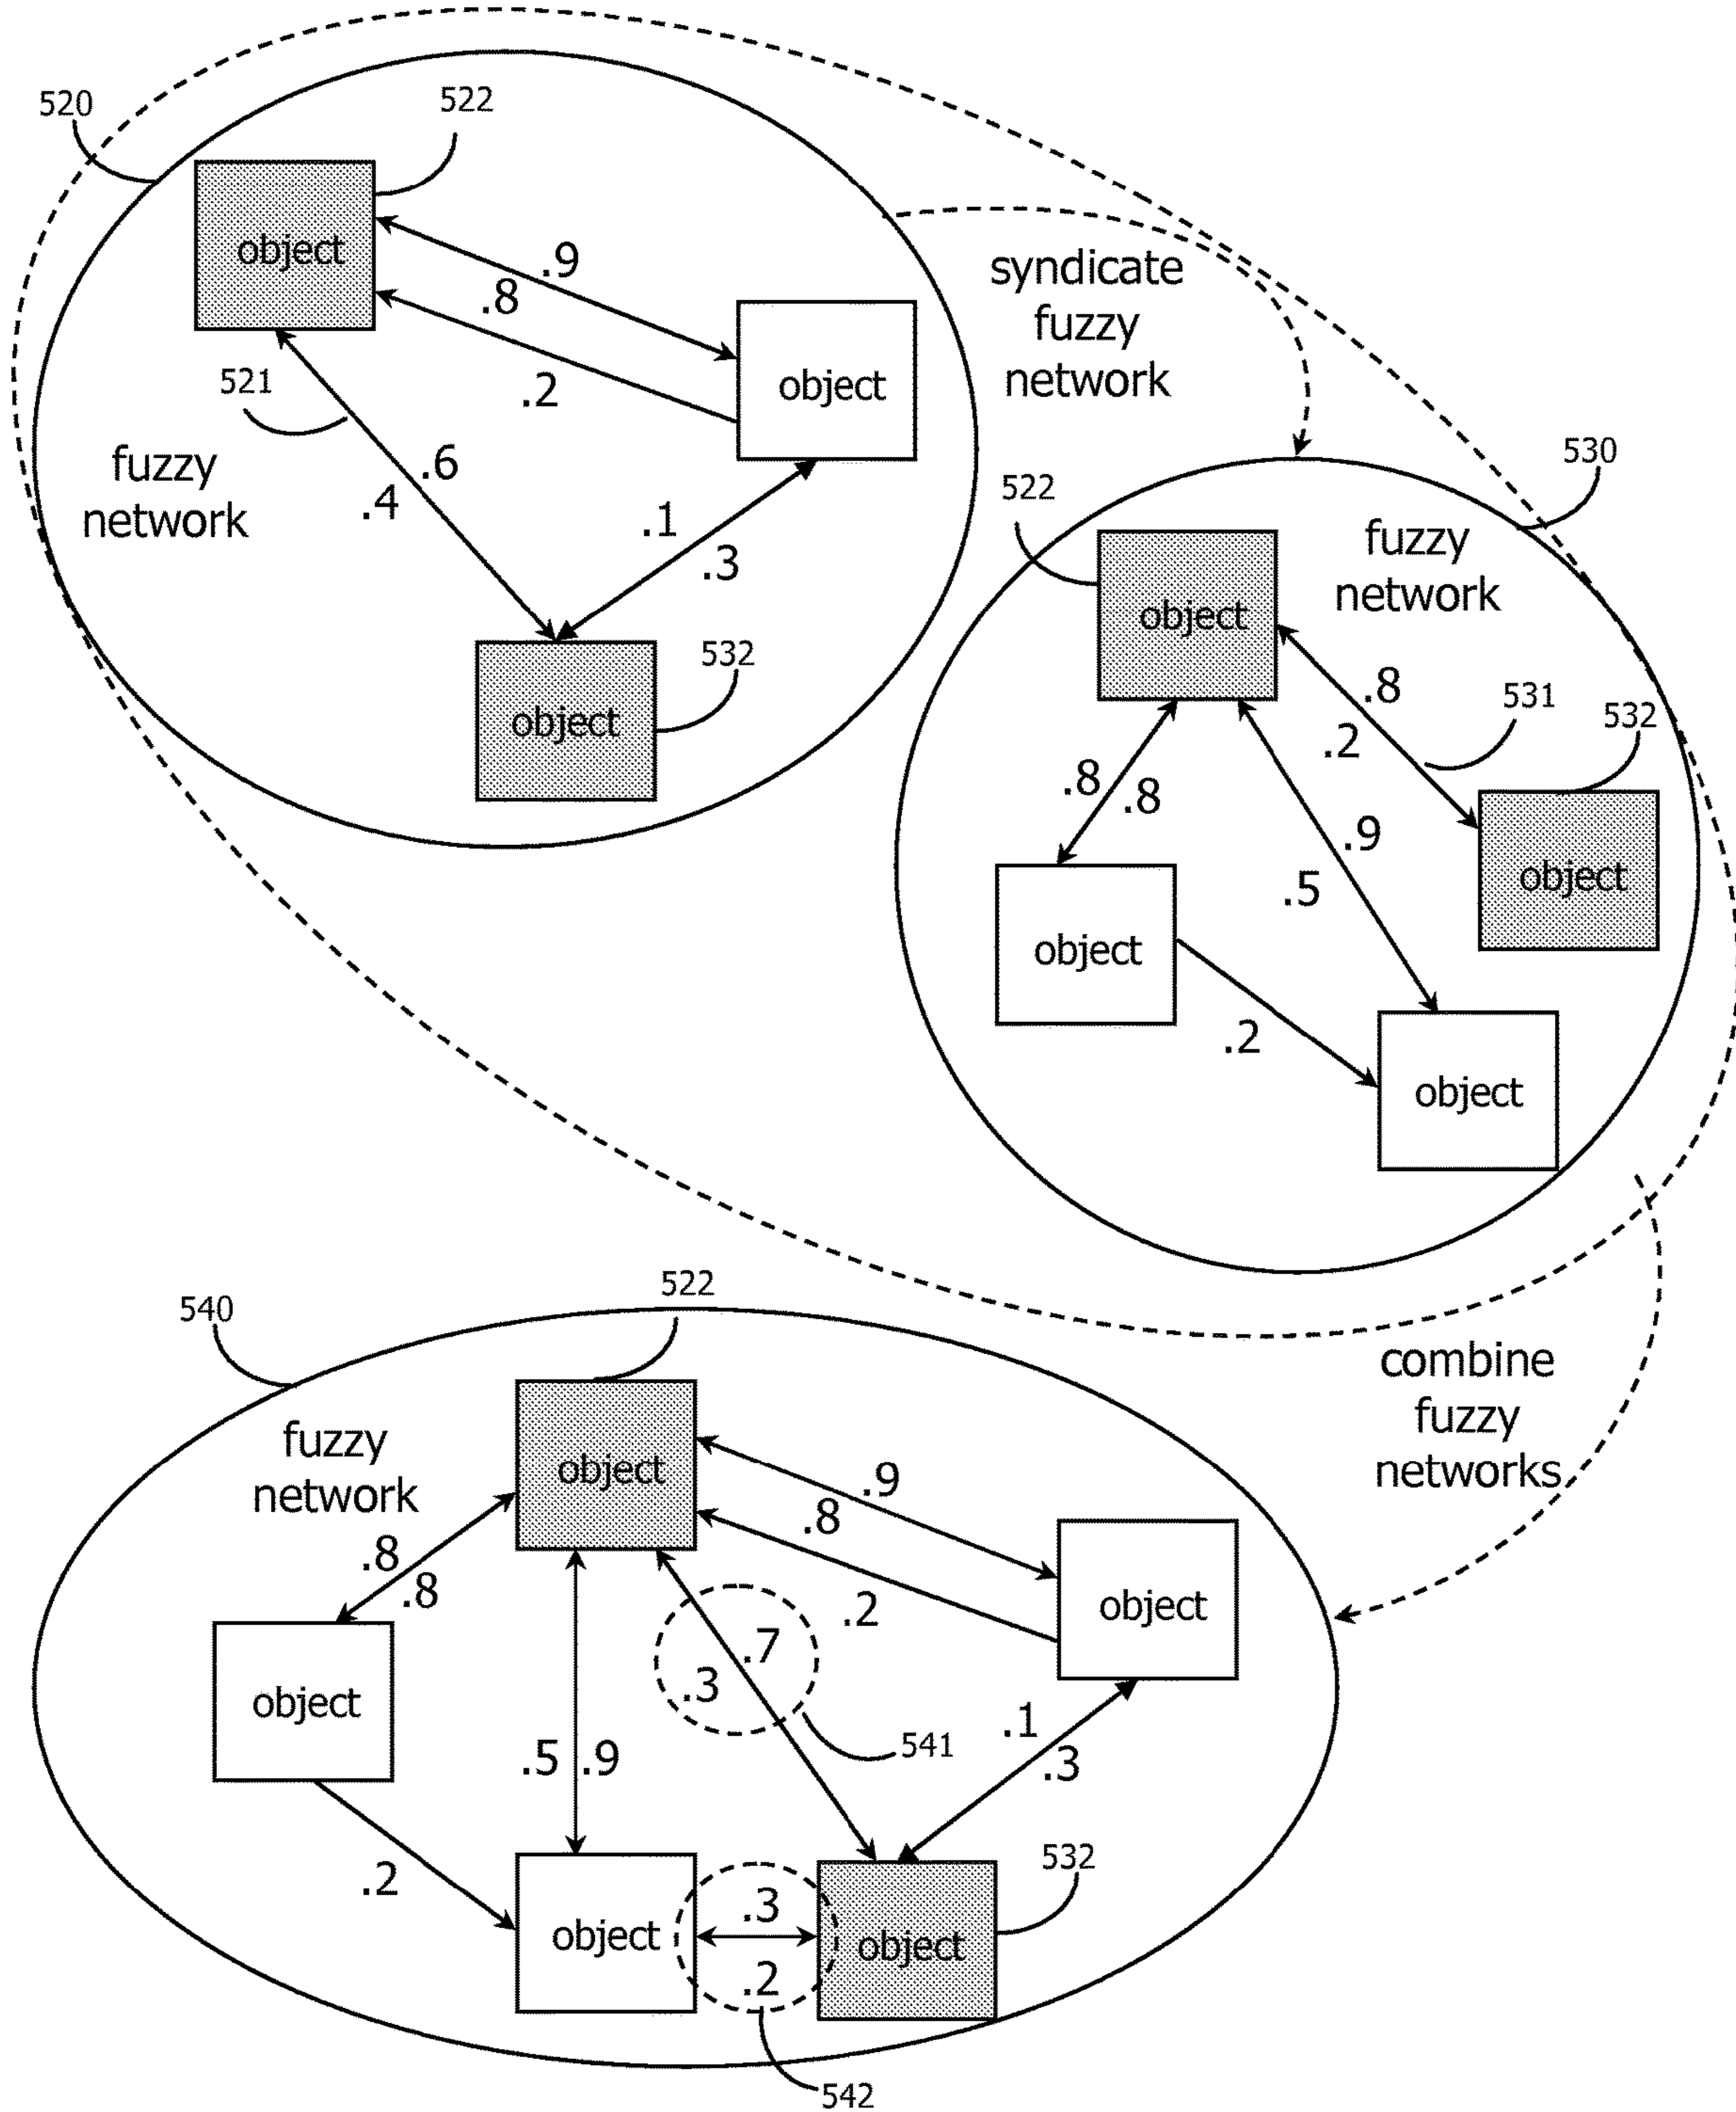 520
522
object
.9
.8
object
.2
521
.6
.4
fuzzy
network
.1
.3
532
object
syndicate
fuzzy
network
530
522
fuzzy
network
object
.8
.2
531
532
.8
.8
.9
.5
object
object
.2
object
combine
fuzzy
networks
540
522
fuzzy
network
object
.9
.8
.8
.8
object
.2
.7
.3
object
541
.1
.3
.5
.9
.2
532
object
.3
object
.2
542